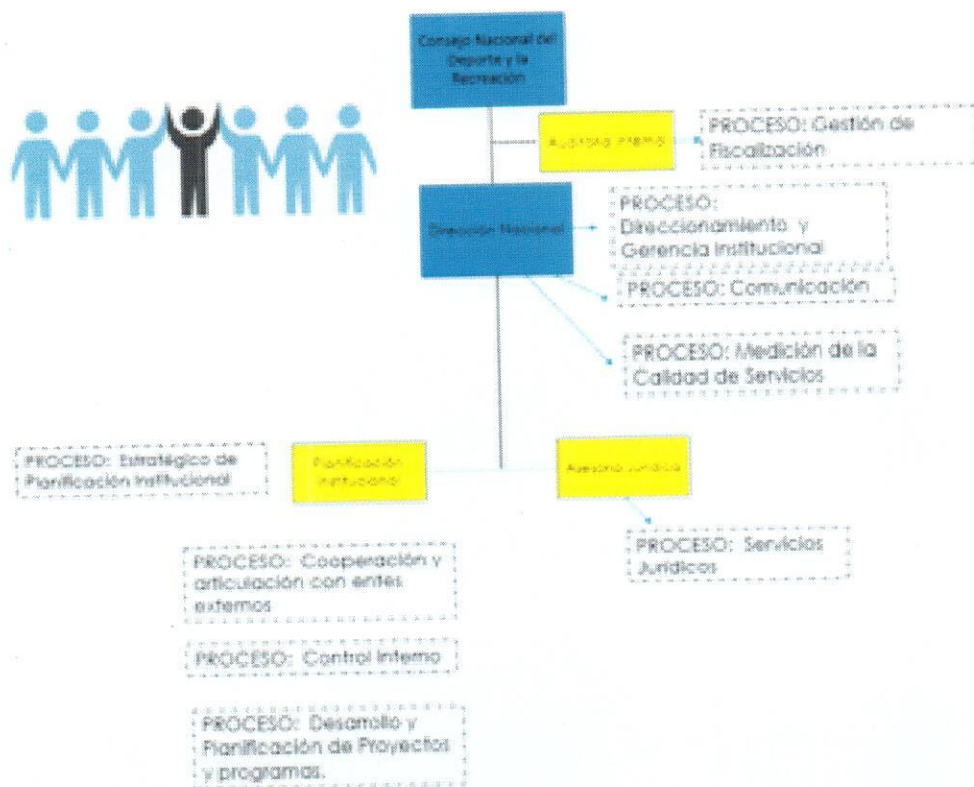 Consejo Nacional del
Deporte y la
Recreación
Auditoría Interna
PROCESO: Gestión de
Fiscalización
Dirección Nacional
PROCESO:
Direccionamiento y
Gerencia Institucional
PROCESO: Comunicación
PROCESO: Medición de la
Calidad de Servicios
PROCESO: Estratégico de
Planificación Institucional
Planificación
Institucional
Asesoría Jurídica
PROCESO: Servicios
Jurídicos
PROCESO: Cooperación y
articulación con entes
externos
PROCESO: Control Interno
PROCESO: Desarrollo y
Planificación de Proyectos
y programas.